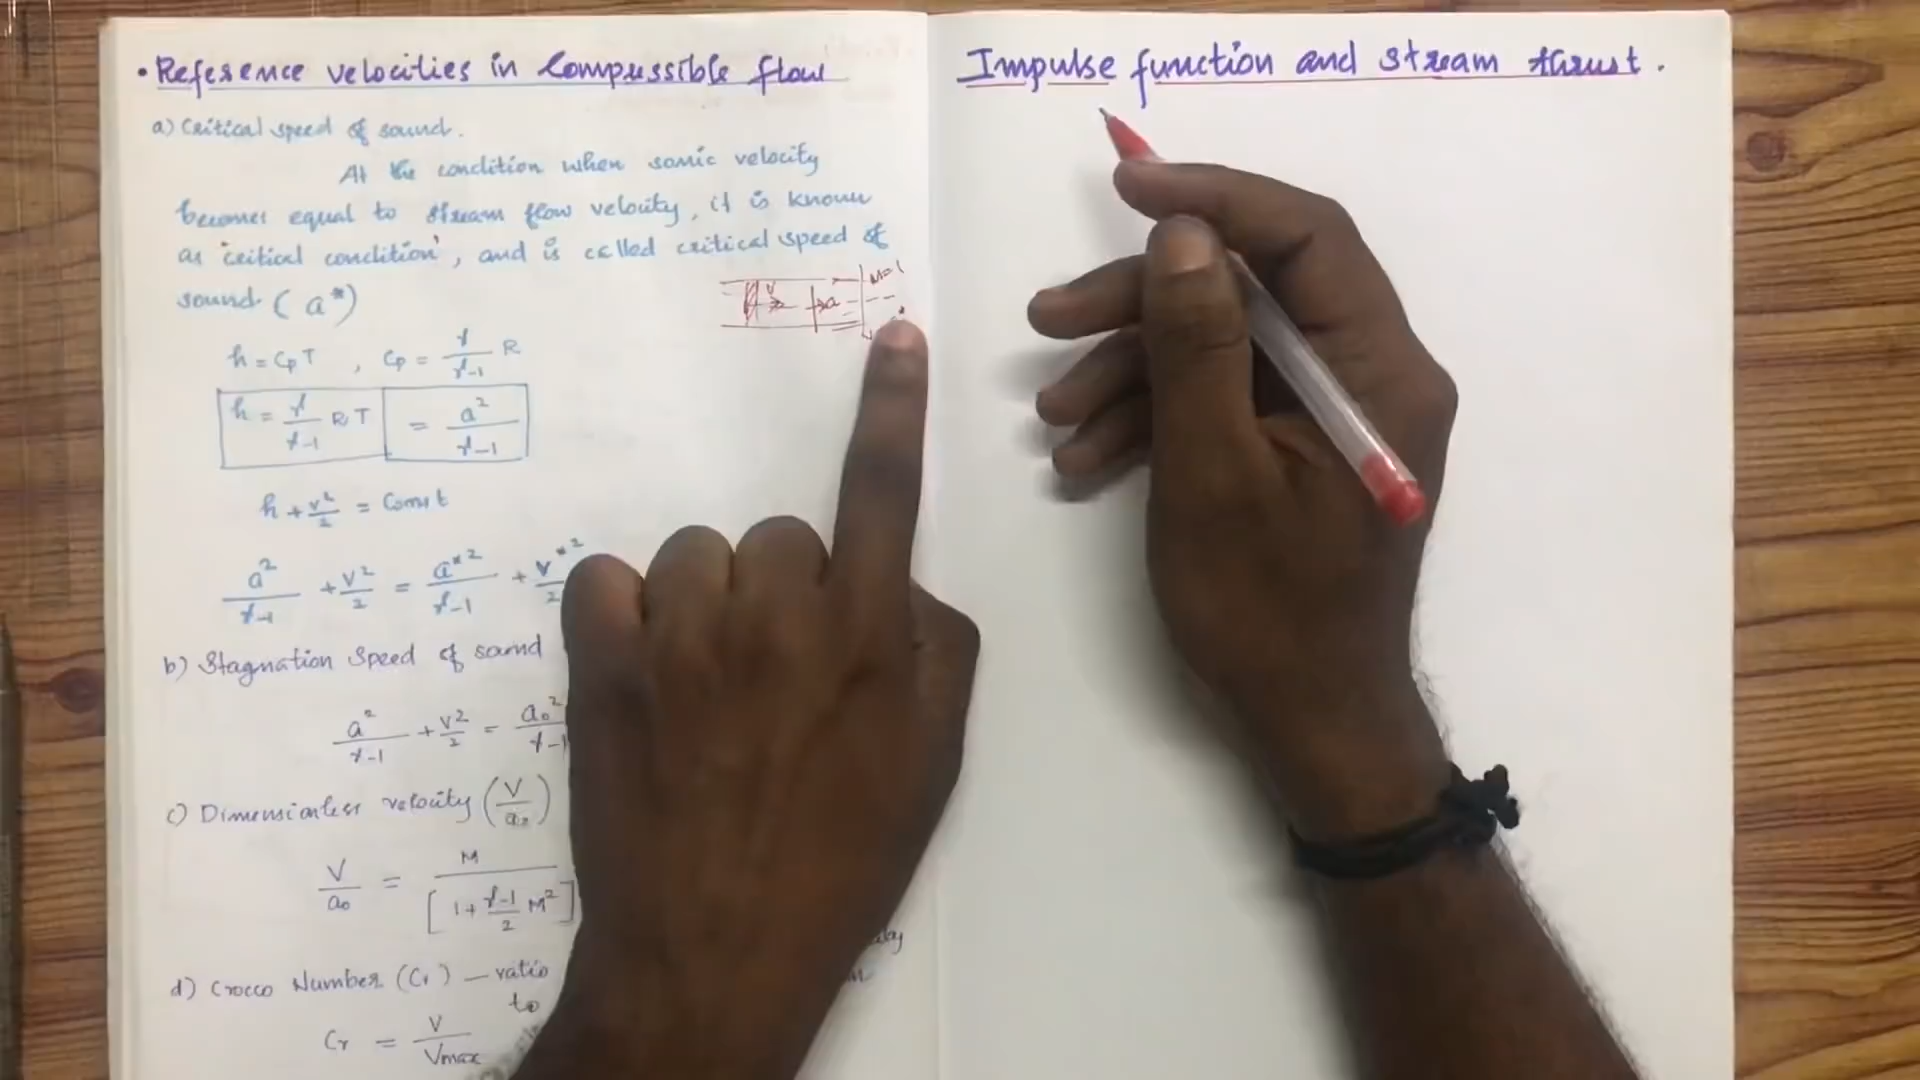 • Reference velocities in Compressible flow
a) Critical speed of sound.
At the condition when sonic velocity
becomes equal to stream flow velocity, it is known
as 'critical condition', and is called critical speed of
sound (a*)
M=1
V
a
h = CpT , Cp = γ/γ-1 R
h = γ/γ-1 RT = a²/γ-1
h + v²/2 = Const
a²/γ-1 + V²/2 = a*²/γ-1 + V*²/2
b) Stagnation Speed of sound
a²/γ-1 + V²/2 = a₀²/γ-1
c) Dimensionless velocity (V/a₀)
V/a₀ = M/[1+ γ-1/2 M²]
d) Crocco Number (Cr) – ratio
to
Cr = V/Vmax
Impulse function and stream thrust.